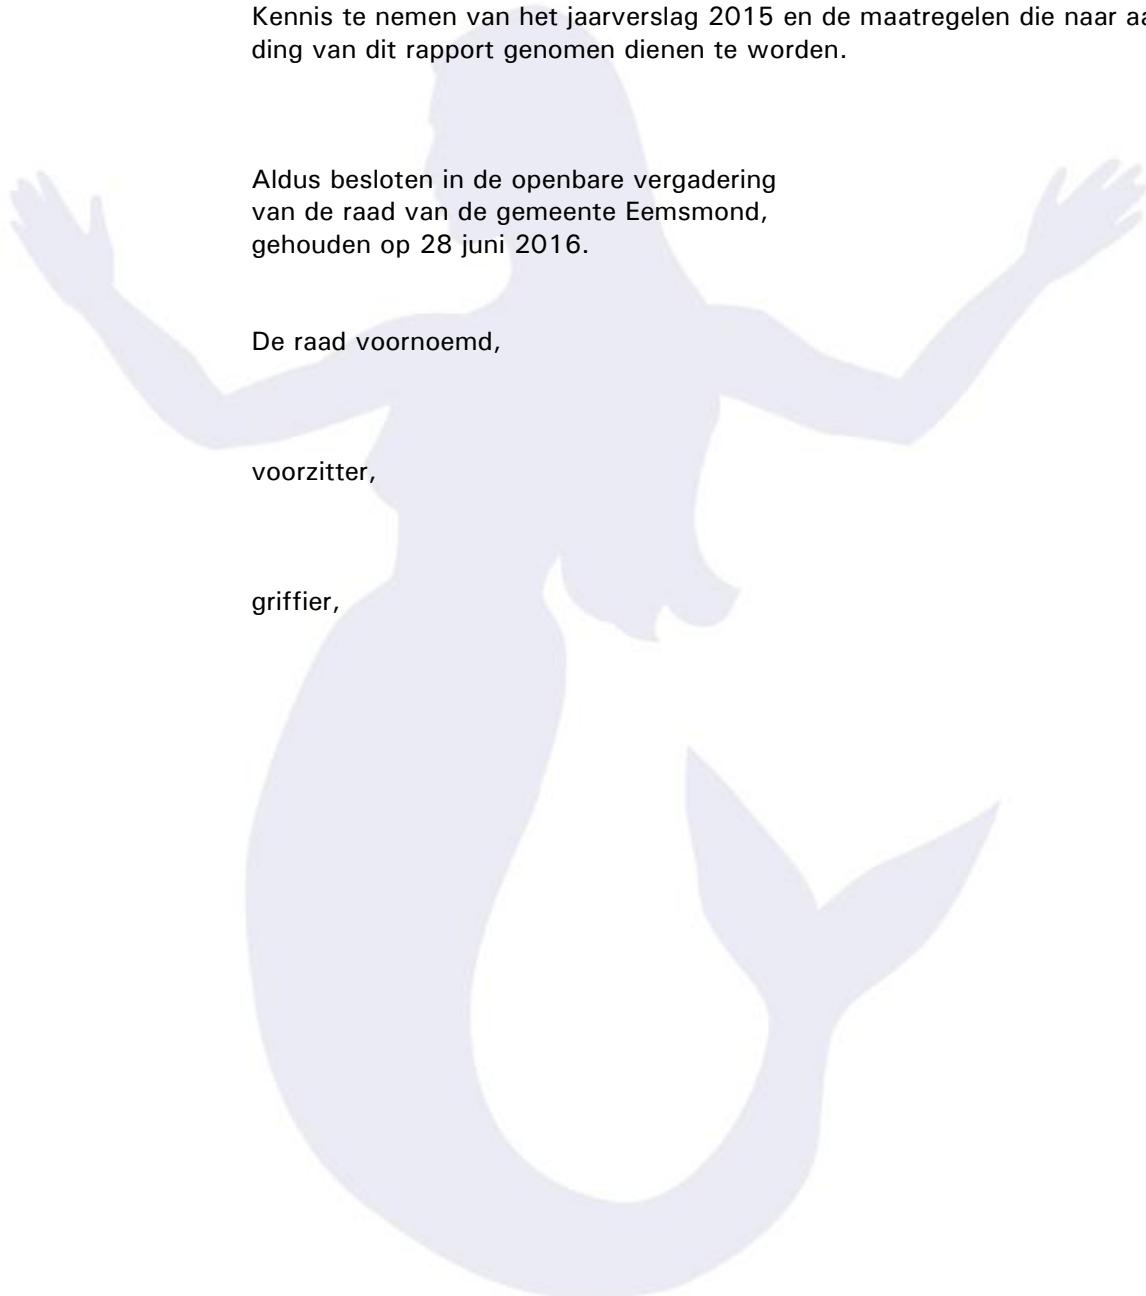 Kennis te nemen van het jaarverslag 2015 en de maatregelen die naar
ding van dit rapport genomen dienen te worden.
Aldus besloten in de openbare vergadering
van de raad van de gemeente Eemsmond,
gehouden op 28 juni 2016.
De raad voornoemd,
voorzitter,
griffier,